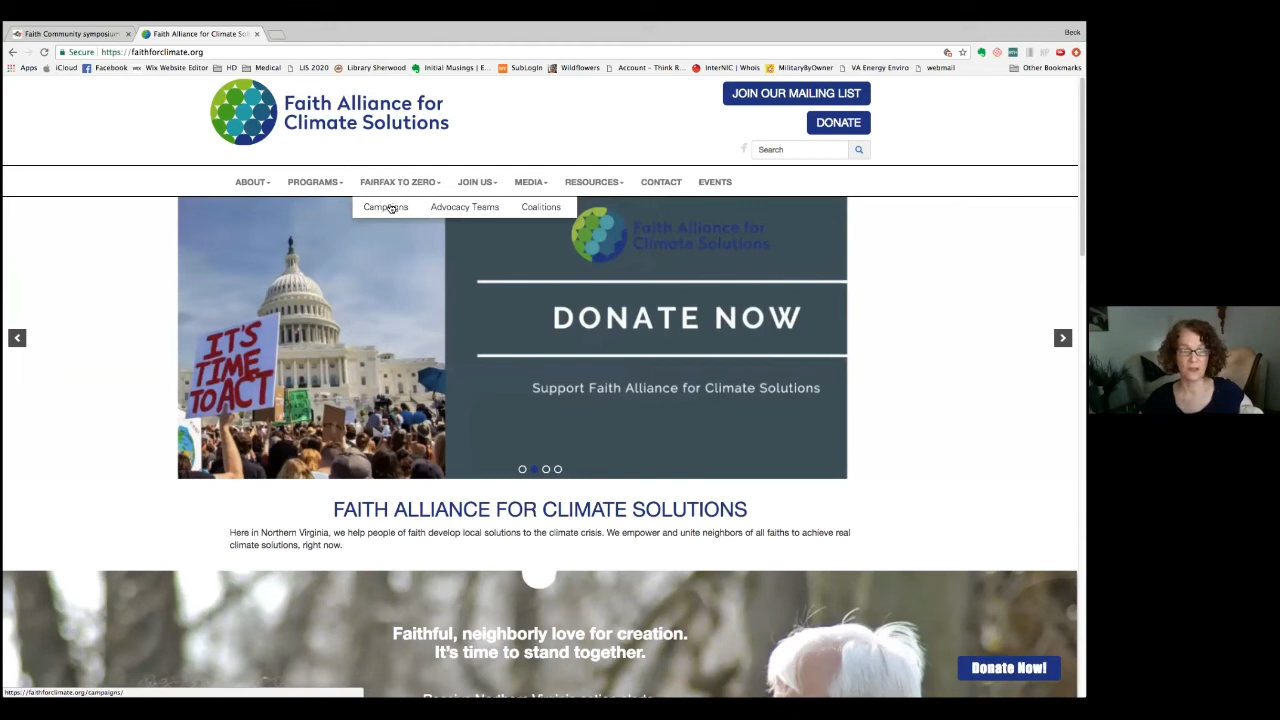 Faith Community symposium
Faith Alliance for Climate Sol
Beck
Secure
https://faithforclimate.org
Apps
iCloud
Facebook
Wix Website Editor
HD
Medical
LIS 2020
Library Sherwood
Initial Musings | E...
SubLogIn
Wildflowers
Account - Think R...
InterNIC | Whois
MilitaryByOwner
VA Energy Enviro
webmail
Other Bookmarks
Faith Alliance for
Climate Solutions
JOIN OUR MAILING LIST
DONATE
Search
ABOUT
PROGRAMS
FAIRFAX TO ZERO
JOIN US
MEDIA
RESOURCES
CONTACT
EVENTS
Campaigns
Advocacy Teams
Coalitions
Faith Alliance for
Climate Solutions
IT'S
TIME
TO ACT
DONATE NOW
Support Faith Alliance for Climate Solutions
FAITH ALLIANCE FOR CLIMATE SOLUTIONS
Here in Northern Virginia, we help people of faith develop local solutions to the climate crisis. We empower and unite neighbors of all faiths to achieve real
climate solutions, right now.
Faithful, neighborly love for creation.
It's time to stand together.
Receive Northern Virginia action alerts
Donate Now!
https://faithforclimate.org/campaigns/